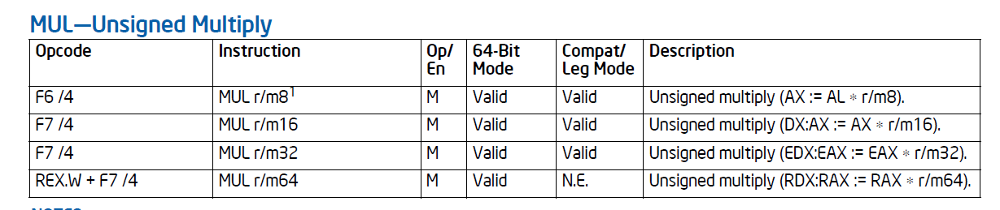 MUL—Unsigned Multiply
Opcode Instruction Op/ En 64-Bit Mode Compat/ Leg Mode Description
F6 /4 MUL r/m8¹ M Valid Valid Unsigned multiply (AX := AL ∗ r/m8).
F7 /4 MUL r/m16 M Valid Valid Unsigned multiply (DX:AX := AX ∗ r/m16).
F7 /4 MUL r/m32 M Valid Valid Unsigned multiply (EDX:EAX := EAX ∗ r/m32).
REX.W + F7 /4 MUL r/m64 M Valid N.E. Unsigned multiply (RDX:RAX := RAX ∗ r/m64).